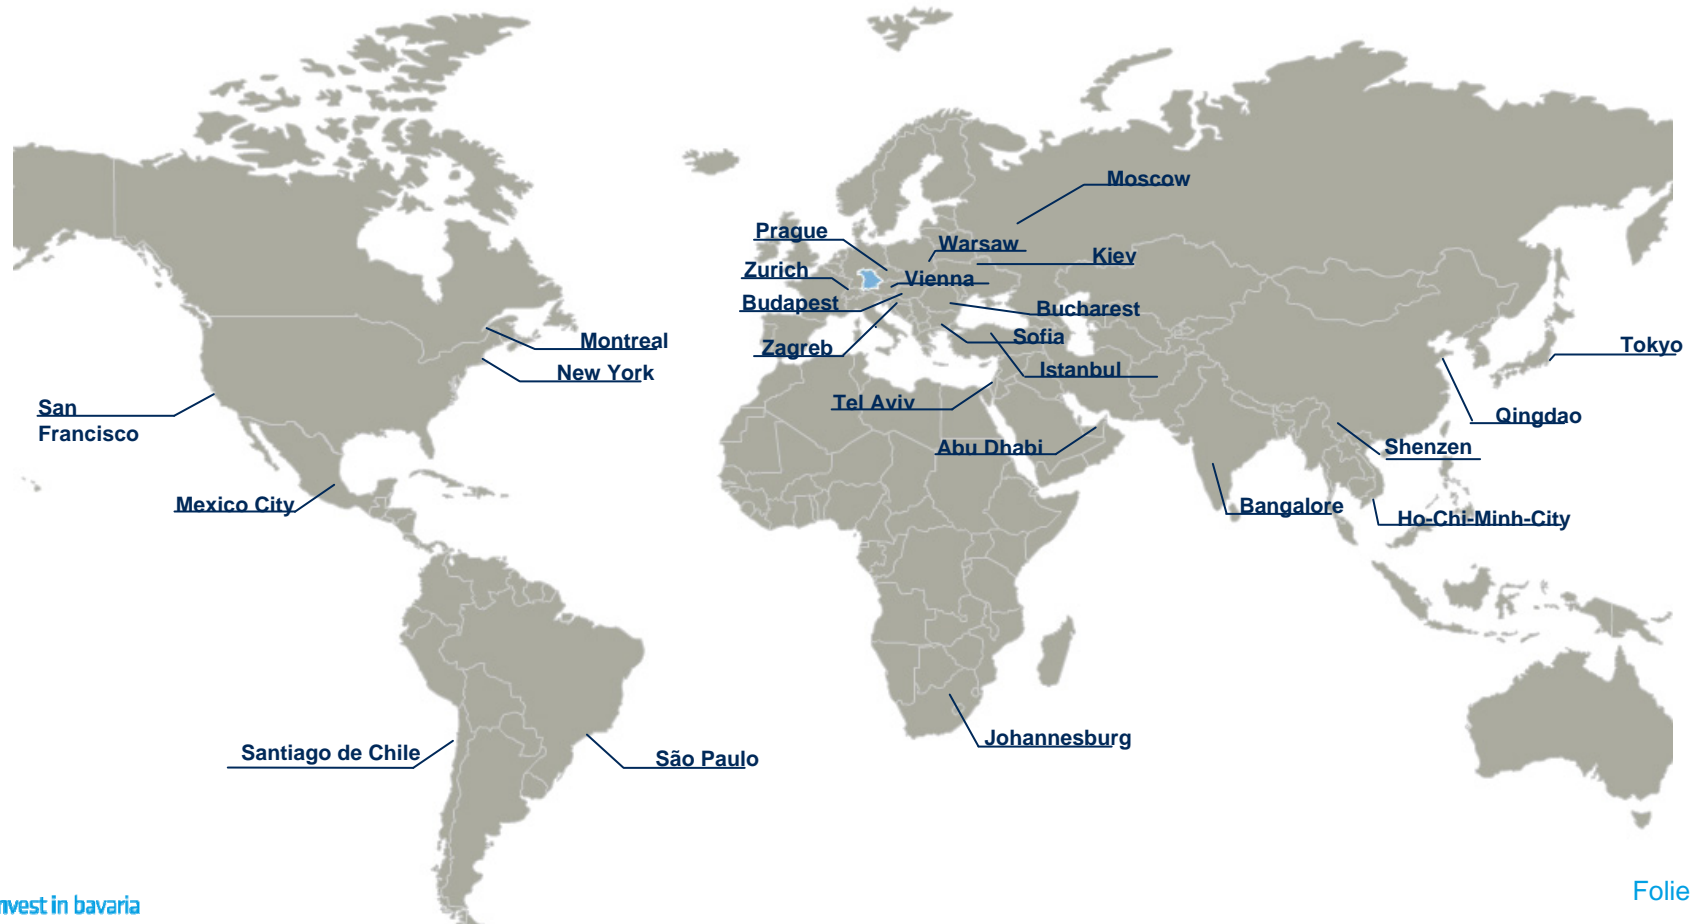 Moscow
Prague
Warsaw
Kiev
Zurich
Vienna
Budapest
Bucharest
Sofia
Montreal
Zagreb
Tokyo
New York
Istanbul
San
Francisco
Tel Aviv
Qingdao
Abu Dhabi
Shenzen
Mexico City
Bangalore
Ho-Chi-Minh-City
Johannesburg
Santiago de Chile
São Paulo
Folie
nvest in bavaria